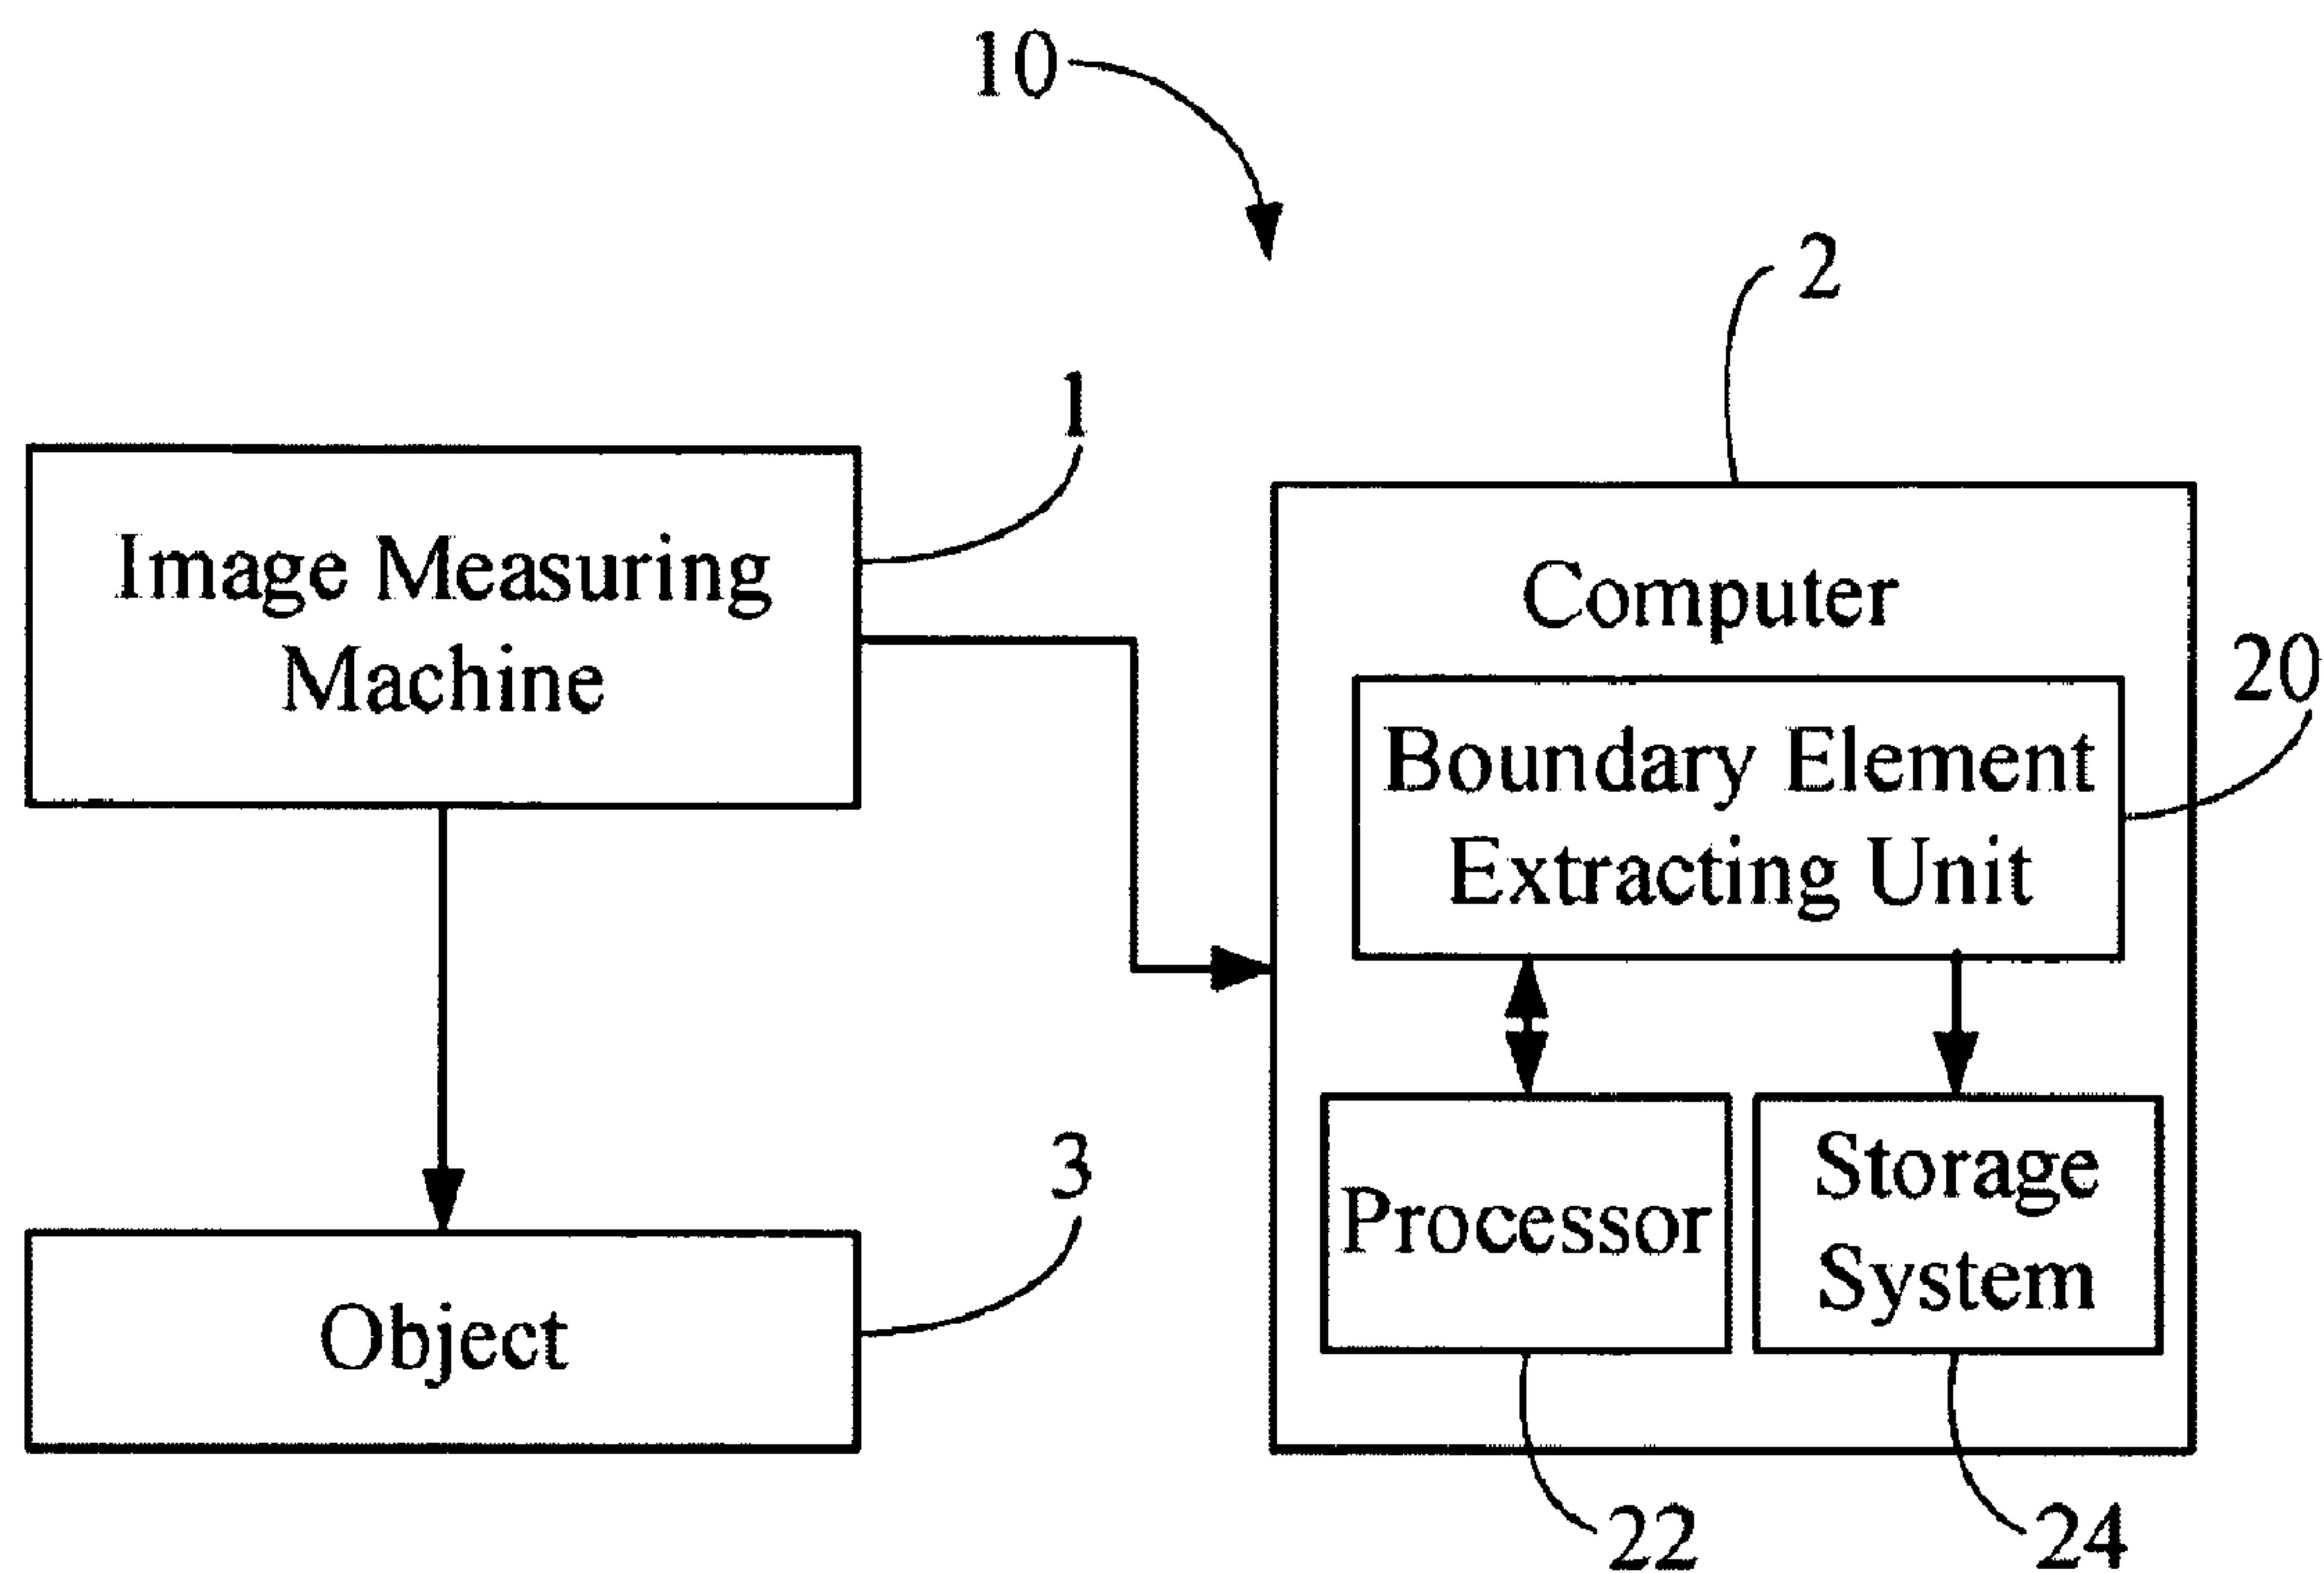 10
2
1
Image Measuring
Machine
Computer
20
Boundary Element
Extracting Unit
3
Processor
Storage
System
Object
22
24